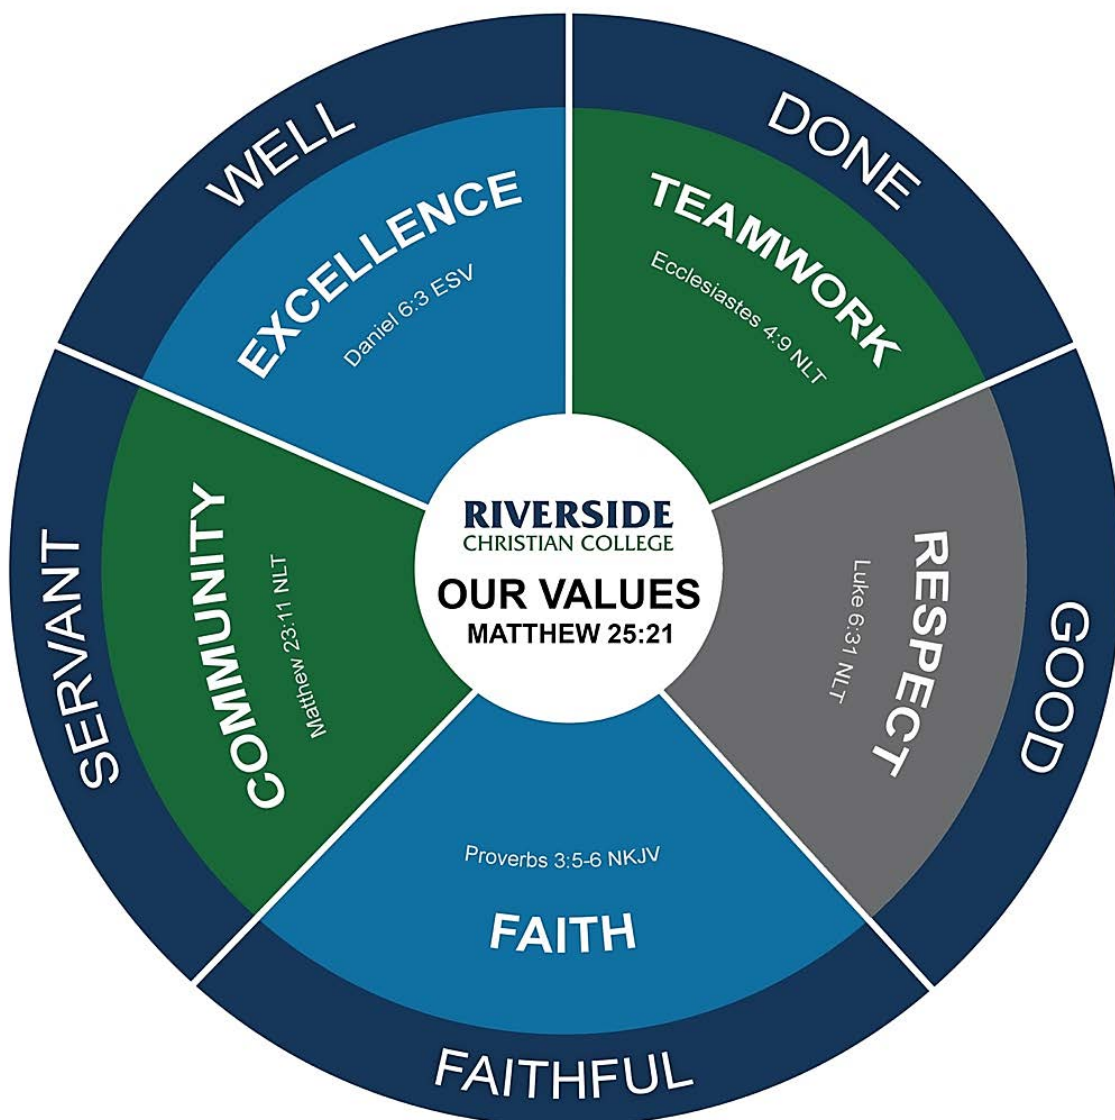 WELL
EXCELLENCE
Daniel 6:3 ESV
DONE
TEAMWORK
Ecclesiastes 4:9 NLT
GOOD
RESPECT
Luke 6:31 NLT
FAITHFUL
FAITH
Proverbs 3:5-6 NKJV
SERVANT
COMMUNITY
Matthew 23:11 NLT
RIVERSIDE
CHRISTIAN COLLEGE
OUR VALUES
MATTHEW 25:21